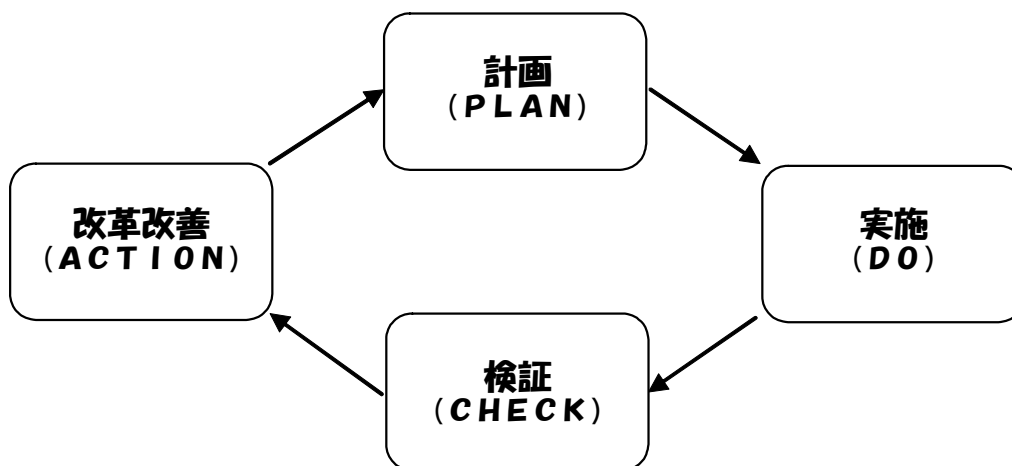 計画
(PLAN)
実施
(DO)
検証
(CHECK)
改革改善
(ACTION)